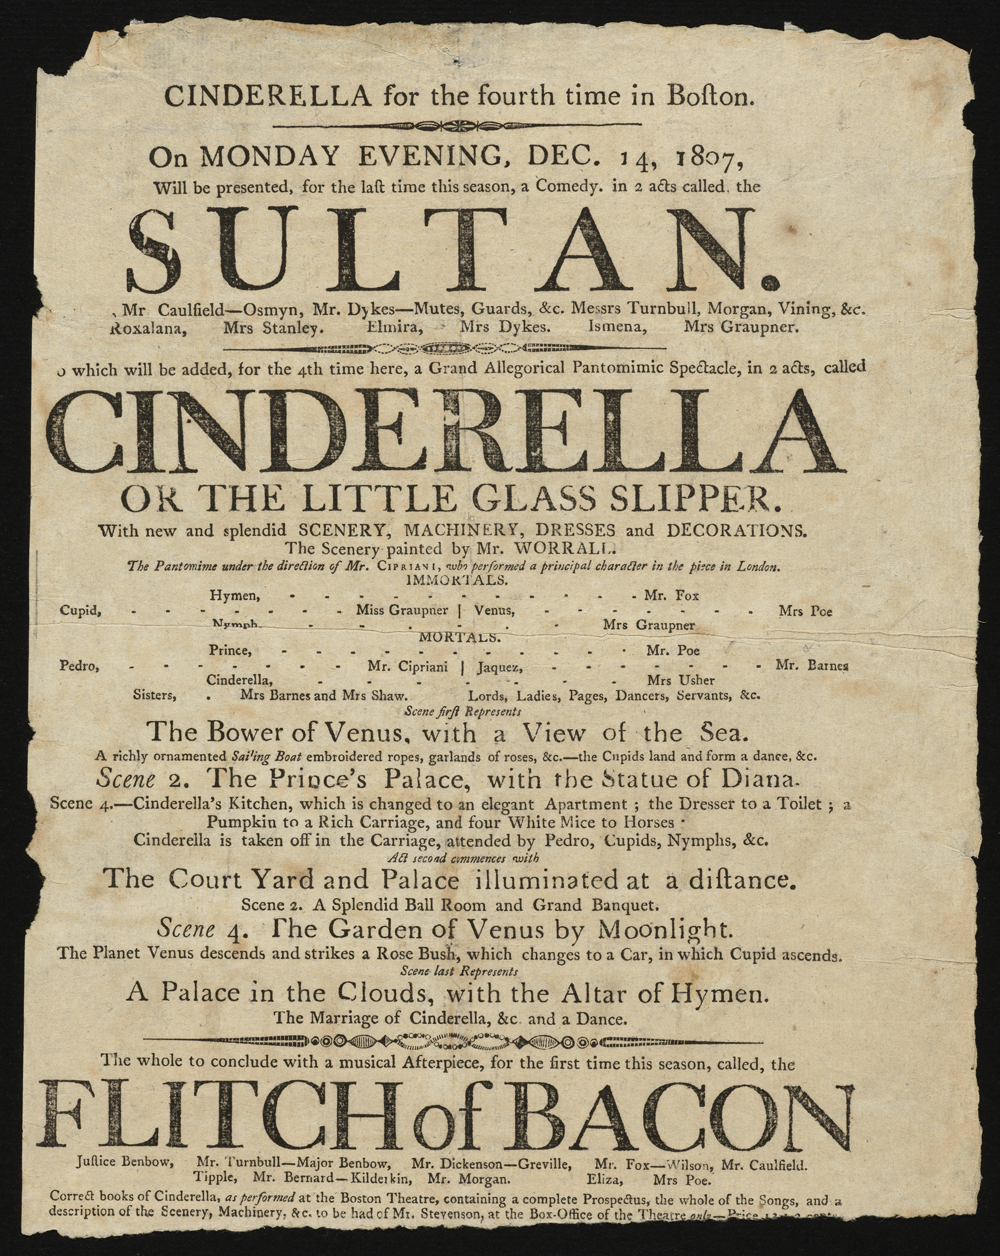 CINDERELLA for the fourth time in Boſton.
On MONDAY EVENING, DEC. 14, 1807,
Will be presented, for the laſt time this season, a Comedy. in 2 acts called. the
SULTAN.
Mr Caulfield—Osmyn, Mr. Dykes—Mutes, Guards, &c. Messrs Turnbull, Morgan, Vining, &c.
Roxalana, Mrs Stanley. Elmira, Mrs Dykes. Ismena, Mrs Graupner.
o which will be added, for the 4th time here, a Grand Allegorical Pantomimic Spectacle, in 2 acts, called
CINDERELLA
OR THE LITTLE GLASS SLIPPER.
With new and splendid SCENERY, MACHINERY, DRESSES and DECORATIONS.
The Scenery painted by Mr. WORRALL.
The Pantomime under the direction of Mr. CIPRIANI, who performed a principal character in the piece in London.
IMMORTALS.
Hymen, - - - - - - - - - - Mr. Fox
Cupid, - - - - - - Miss Graupner | Venus, - - - - - - Mrs Poe
Nymph. - - - - - - Mrs Graupner
MORTALS.
Prince, - - - - - - - - - - Mr. Poe
Pedro, - - - - - - - Mr. Cipriani | Jaquez, - - - - - - - Mr. Barnes
Cinderella, - - - - - - - - Mrs Usher
Sisters, . Mrs Barnes and Mrs Shaw. Lords, Ladies, Pages, Dancers, Servants, &c.
Scene firſt Represents
The Bower of Venus, with a View of the Sea.
A richly ornamented Sailing Boat embroidered ropes, garlands of roses, &c.—the Cupids land and form a dance, &c.
Scene 2. The Prince's Palace, with the Statue of Diana.
Scene 4.—Cinderella's Kitchen, which is changed to an elegant Apartment ; the Dresser to a Toilet ; a
Pumpkin to a Rich Carriage, and four White Mice to Horses
Cinderella is taken off in the Carriage, attended by Pedro, Cupids, Nymphs, &c.
Act second commences with
The Court Yard and Palace illuminated at a diſtance.
Scene 2. A Splendid Ball Room and Grand Banquet.
Scene 4. The Garden of Venus by Moonlight.
The Planet Venus descends and strikes a Rose Bush, which changes to a Car, in which Cupid ascends.
Scene last Represents
A Palace in the Clouds, with the Altar of Hymen.
The Marriage of Cinderella, &c. and a Dance.
The whole to conclude with a musical Afterpiece, for the first time this season, called, the
FLITCH of BACON
Juſtice Benbow, Mr. Turnbull—Major Benbow, Mr. Dickenson—Greville, Mr. Fox—Wilson, Mr. Caulfield.
Tipple, Mr. Bernard—Kilderkin, Mr. Morgan. Eliza, Mrs Poe.
Correct books of Cinderella, as performed at the Boston Theatre, containing a complete Prospectus, the whole of the Songs, and a
description of the Scenery, Machinery, &c. to be had of Mr. Stevenson, at the Box-Office of the Theatre only—Price